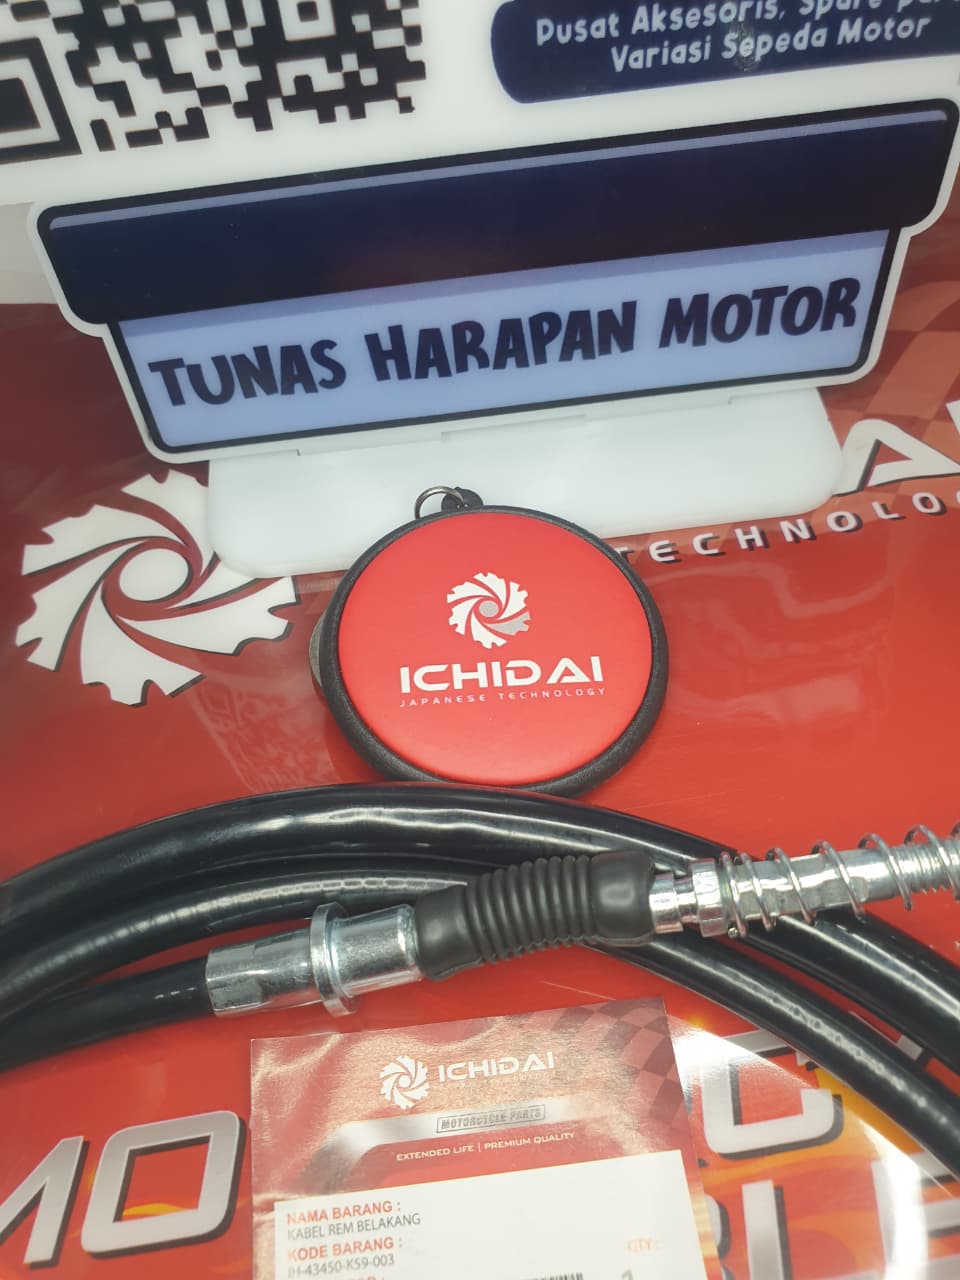 Pusat Aksesoris, Spare
Variasi Sepeda Motor
TUNAS HARAPAN MOTOR
TECHNOLO
ICHIDAI
JAPANESE TECHNOLOGY
ICHIDAI
MOTORCYCLE PARTS
EXTENDED LIFE | PREMIUM QUALITY
NAMA BARANG :
KABEL REM BELAKANG
KODE BARANG :
IH-43450-K59-003
QTY :